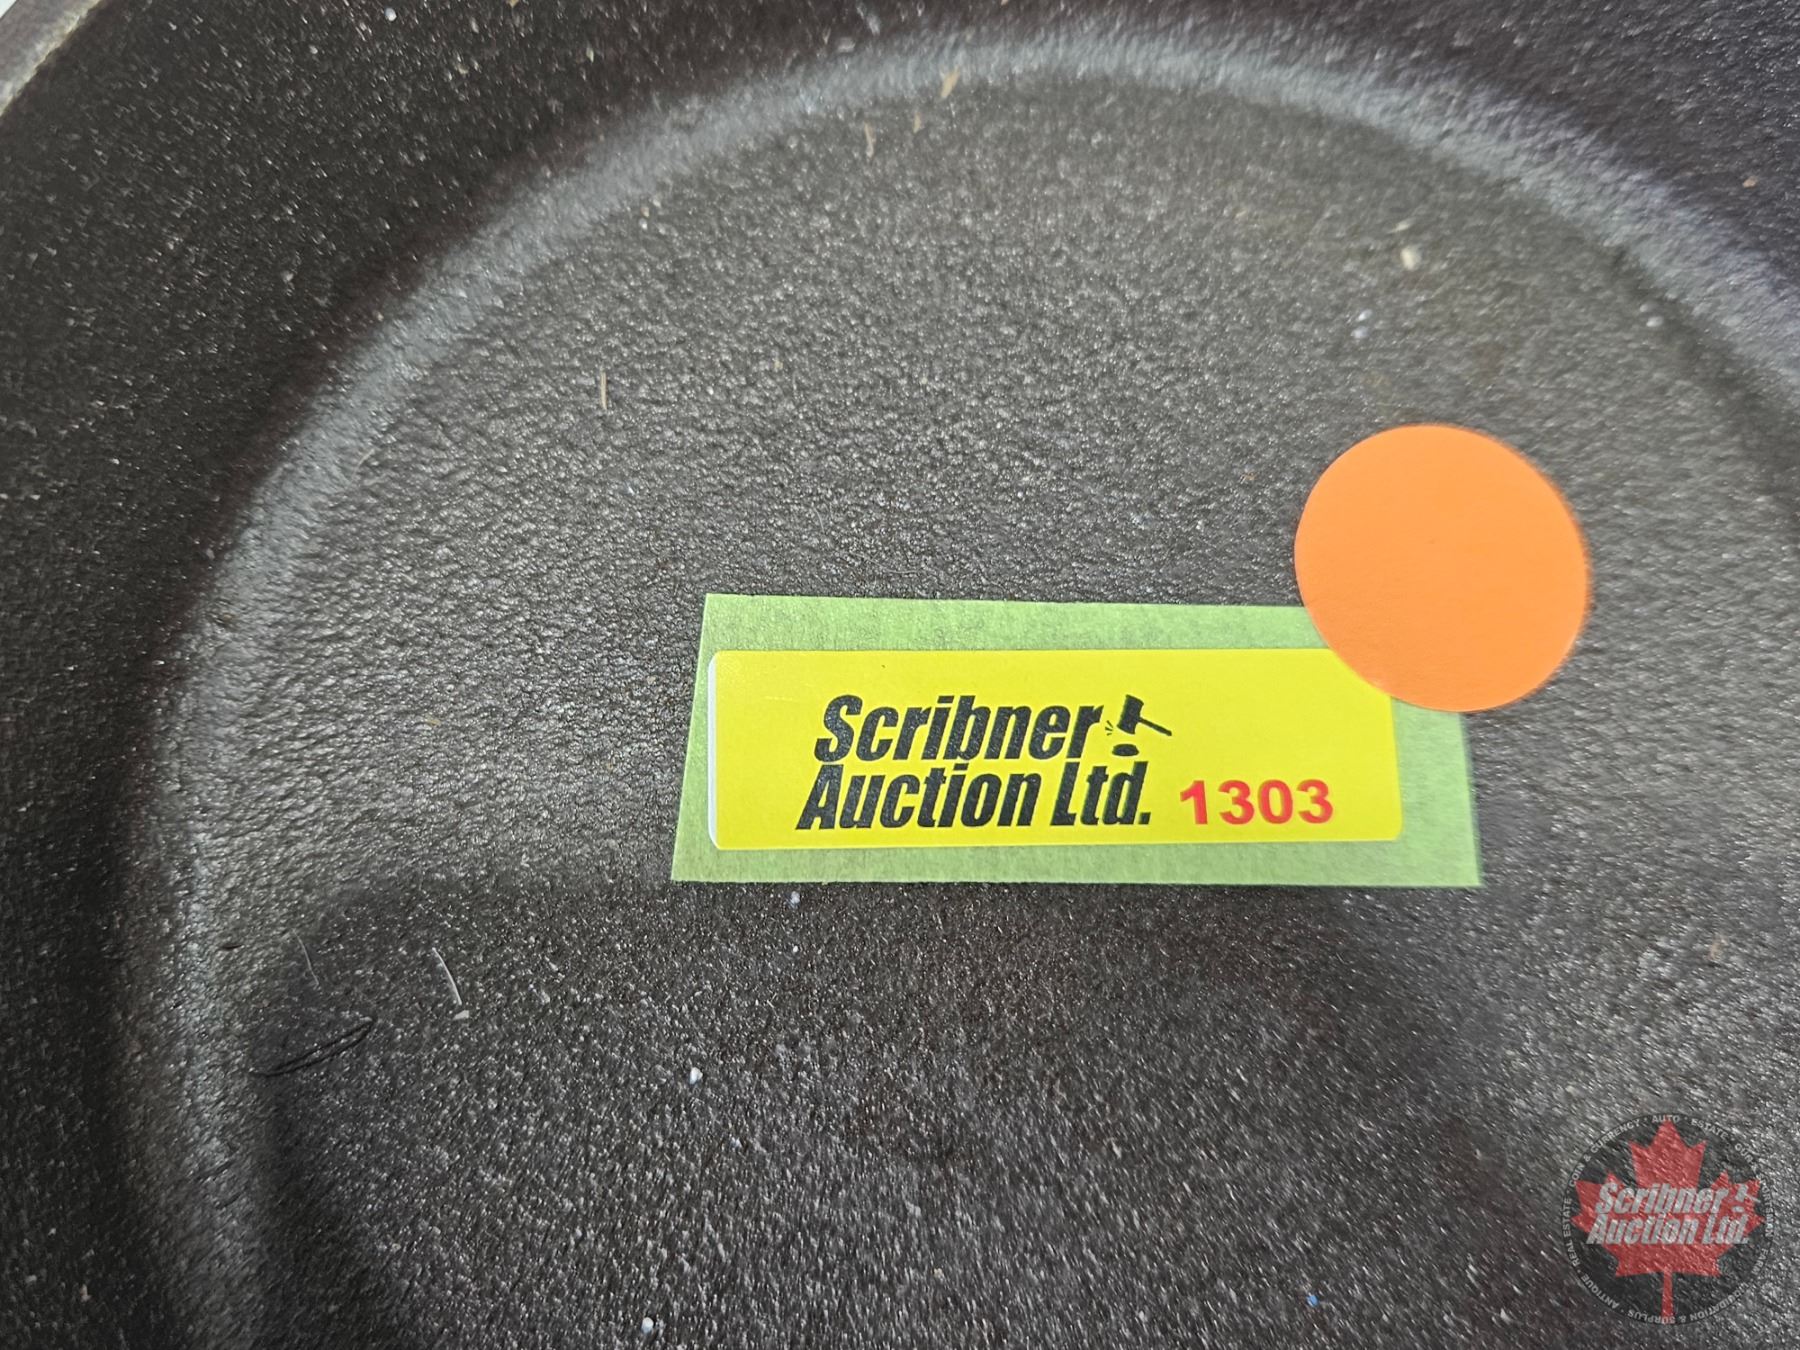 Scribner
Auction Ltd. 1303
Scribner
Auction Ltd.